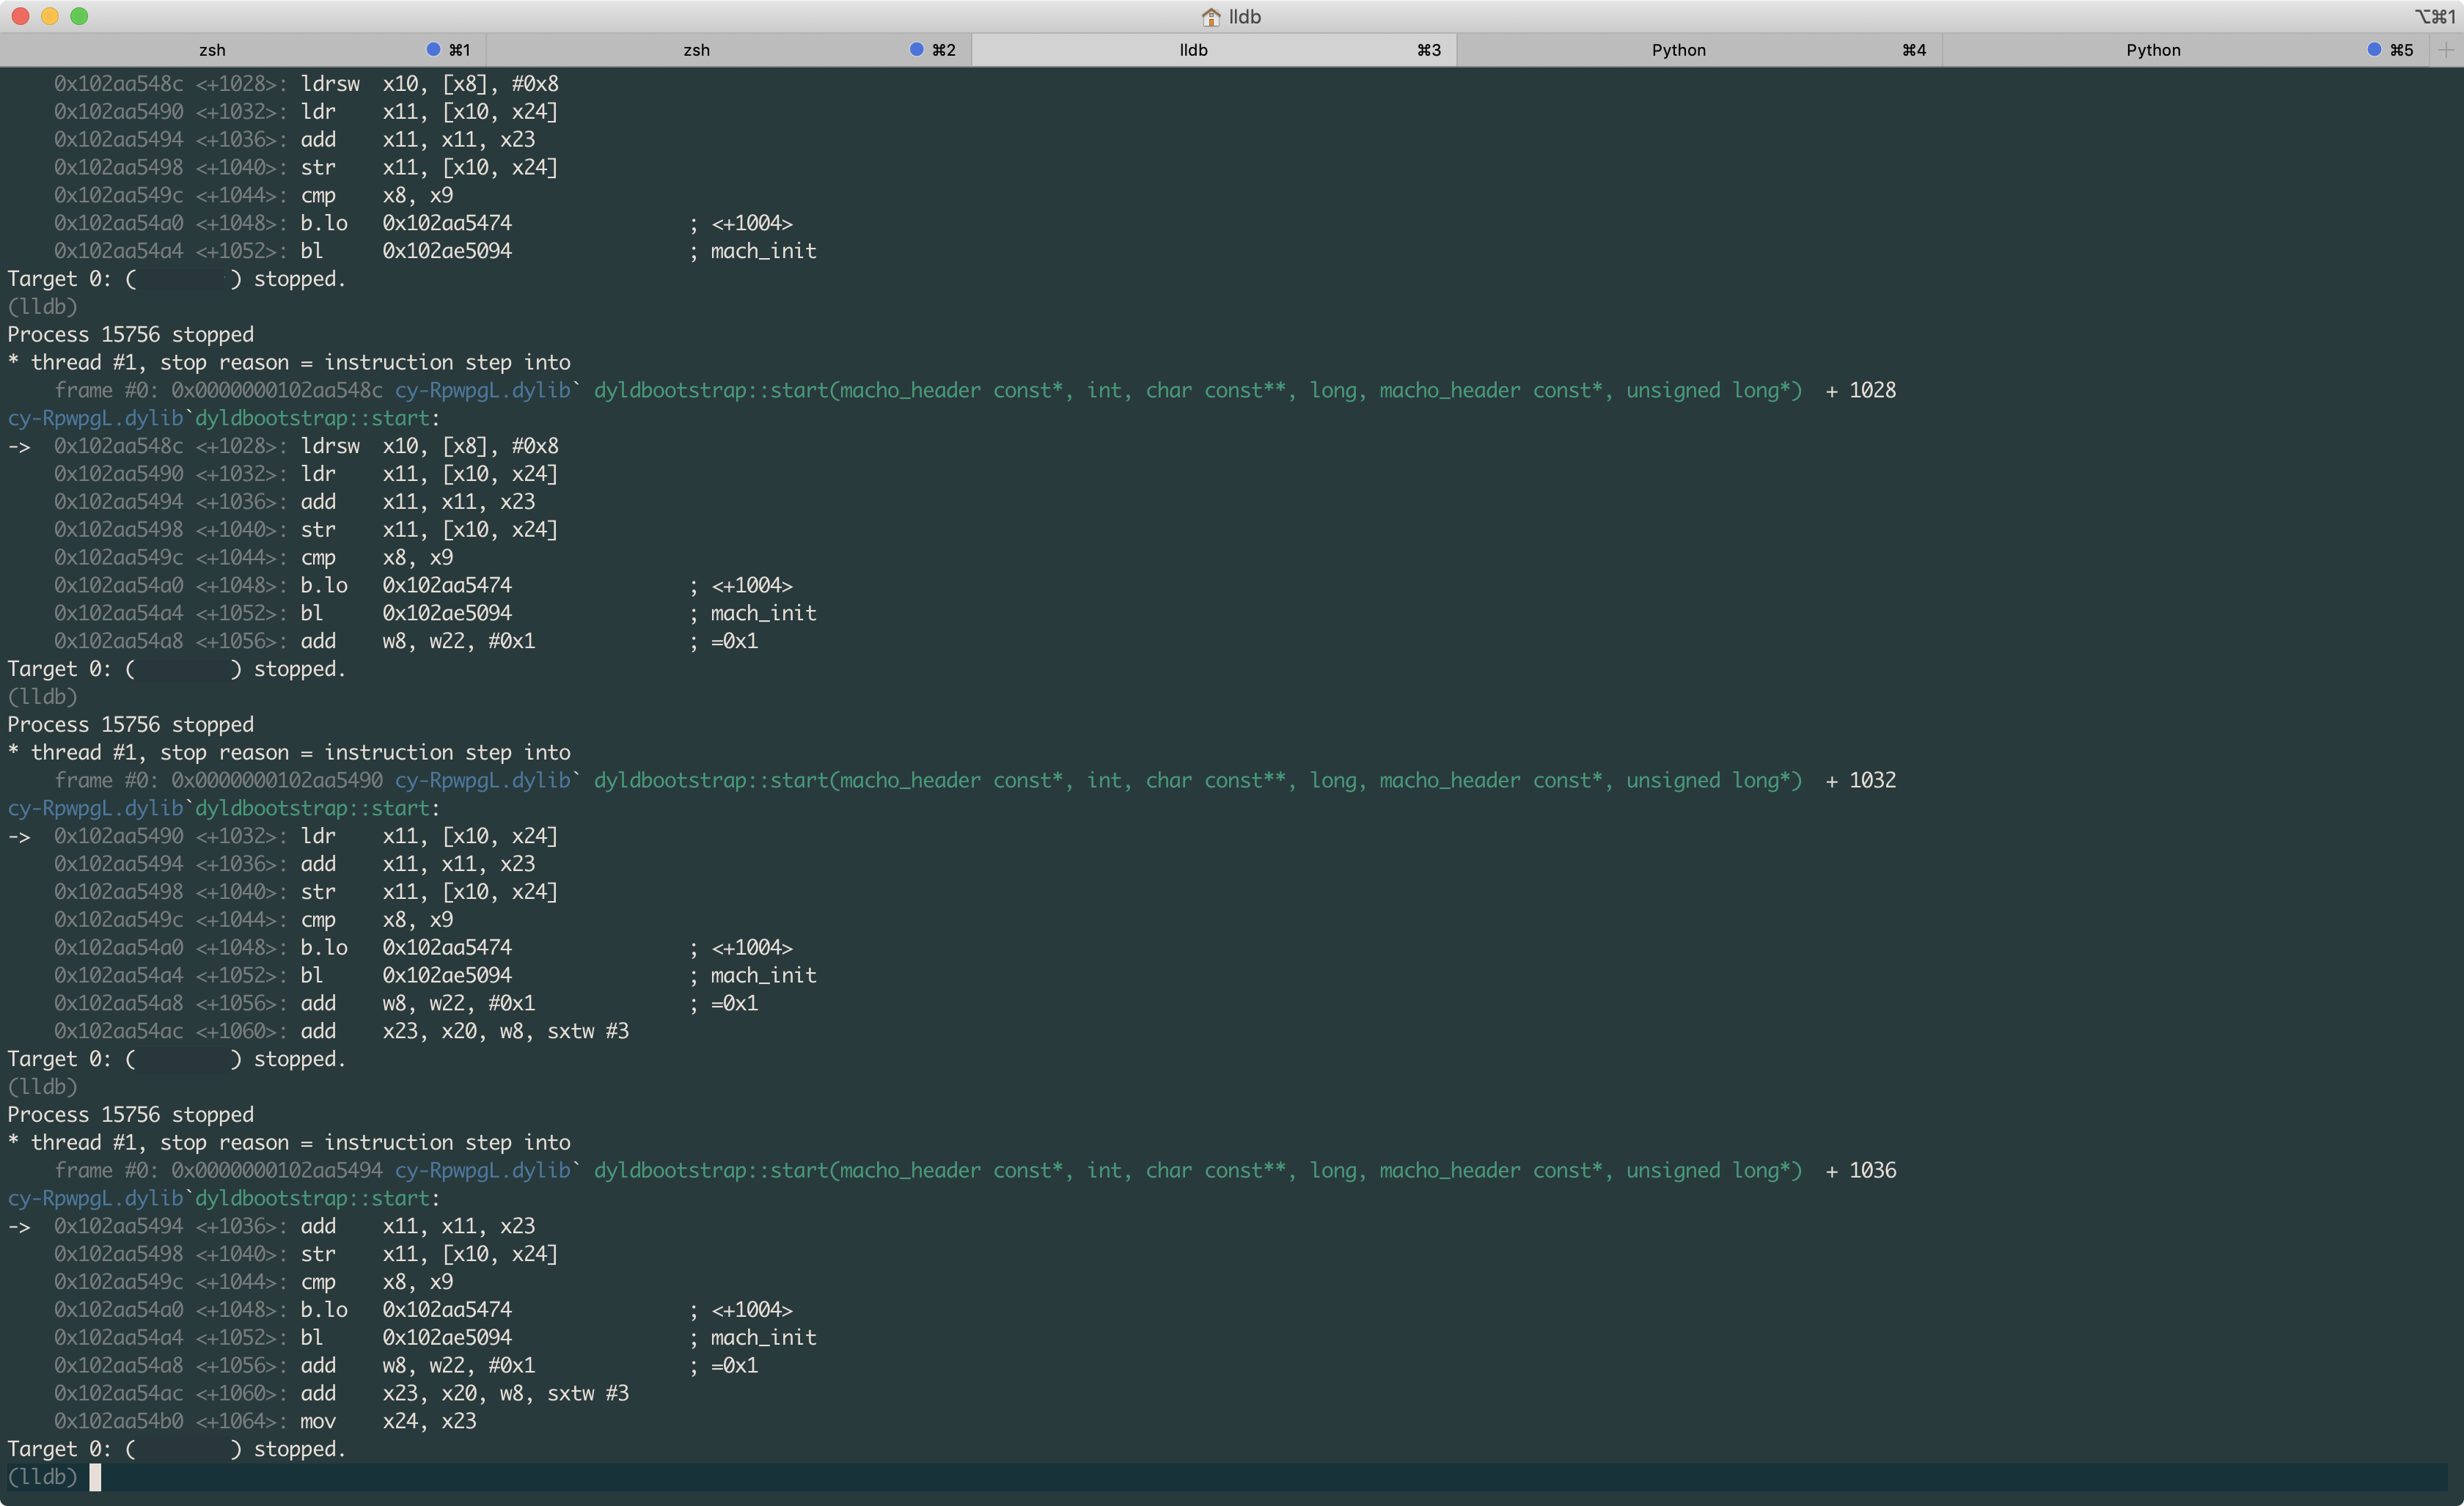 lldb
⌥⌘1
zsh ⌘1 zsh ⌘2 lldb ⌘3 Python ⌘4 Python ⌘5
0x102aa548c <+1028>: ldrsw x10, [x8], #0x8
0x102aa5490 <+1032>: ldr x11, [x10, x24]
0x102aa5494 <+1036>: add x11, x11, x23
0x102aa5498 <+1040>: str x11, [x10, x24]
0x102aa549c <+1044>: cmp x8, x9
0x102aa54a0 <+1048>: b.lo 0x102aa5474 ; <+1004>
0x102aa54a4 <+1052>: bl 0x102ae5094 ; mach_init
Target 0: ( ) stopped.
(lldb)
Process 15756 stopped
* thread #1, stop reason = instruction step into
frame #0: 0x0000000102aa548c cy-RpwpgL.dylib` dyldbootstrap::start(macho_header const*, int, char const**, long, macho_header const*, unsigned long*) + 1028
cy-RpwpgL.dylib`dyldbootstrap::start:
-> 0x102aa548c <+1028>: ldrsw x10, [x8], #0x8
0x102aa5490 <+1032>: ldr x11, [x10, x24]
0x102aa5494 <+1036>: add x11, x11, x23
0x102aa5498 <+1040>: str x11, [x10, x24]
0x102aa549c <+1044>: cmp x8, x9
0x102aa54a0 <+1048>: b.lo 0x102aa5474 ; <+1004>
0x102aa54a4 <+1052>: bl 0x102ae5094 ; mach_init
0x102aa54a8 <+1056>: add w8, w22, #0x1 ; =0x1
Target 0: ( ) stopped.
(lldb)
Process 15756 stopped
* thread #1, stop reason = instruction step into
frame #0: 0x0000000102aa5490 cy-RpwpgL.dylib` dyldbootstrap::start(macho_header const*, int, char const**, long, macho_header const*, unsigned long*) + 1032
cy-RpwpgL.dylib`dyldbootstrap::start:
-> 0x102aa5490 <+1032>: ldr x11, [x10, x24]
0x102aa5494 <+1036>: add x11, x11, x23
0x102aa5498 <+1040>: str x11, [x10, x24]
0x102aa549c <+1044>: cmp x8, x9
0x102aa54a0 <+1048>: b.lo 0x102aa5474 ; <+1004>
0x102aa54a4 <+1052>: bl 0x102ae5094 ; mach_init
0x102aa54a8 <+1056>: add w8, w22, #0x1 ; =0x1
0x102aa54ac <+1060>: add x23, x20, w8, sxtw #3
Target 0: ( ) stopped.
(lldb)
Process 15756 stopped
* thread #1, stop reason = instruction step into
frame #0: 0x0000000102aa5494 cy-RpwpgL.dylib` dyldbootstrap::start(macho_header const*, int, char const**, long, macho_header const*, unsigned long*) + 1036
cy-RpwpgL.dylib`dyldbootstrap::start:
-> 0x102aa5494 <+1036>: add x11, x11, x23
0x102aa5498 <+1040>: str x11, [x10, x24]
0x102aa549c <+1044>: cmp x8, x9
0x102aa54a0 <+1048>: b.lo 0x102aa5474 ; <+1004>
0x102aa54a4 <+1052>: bl 0x102ae5094 ; mach_init
0x102aa54a8 <+1056>: add w8, w22, #0x1 ; =0x1
0x102aa54ac <+1060>: add x23, x20, w8, sxtw #3
0x102aa54b0 <+1064>: mov x24, x23
Target 0: ( ) stopped.
(lldb)